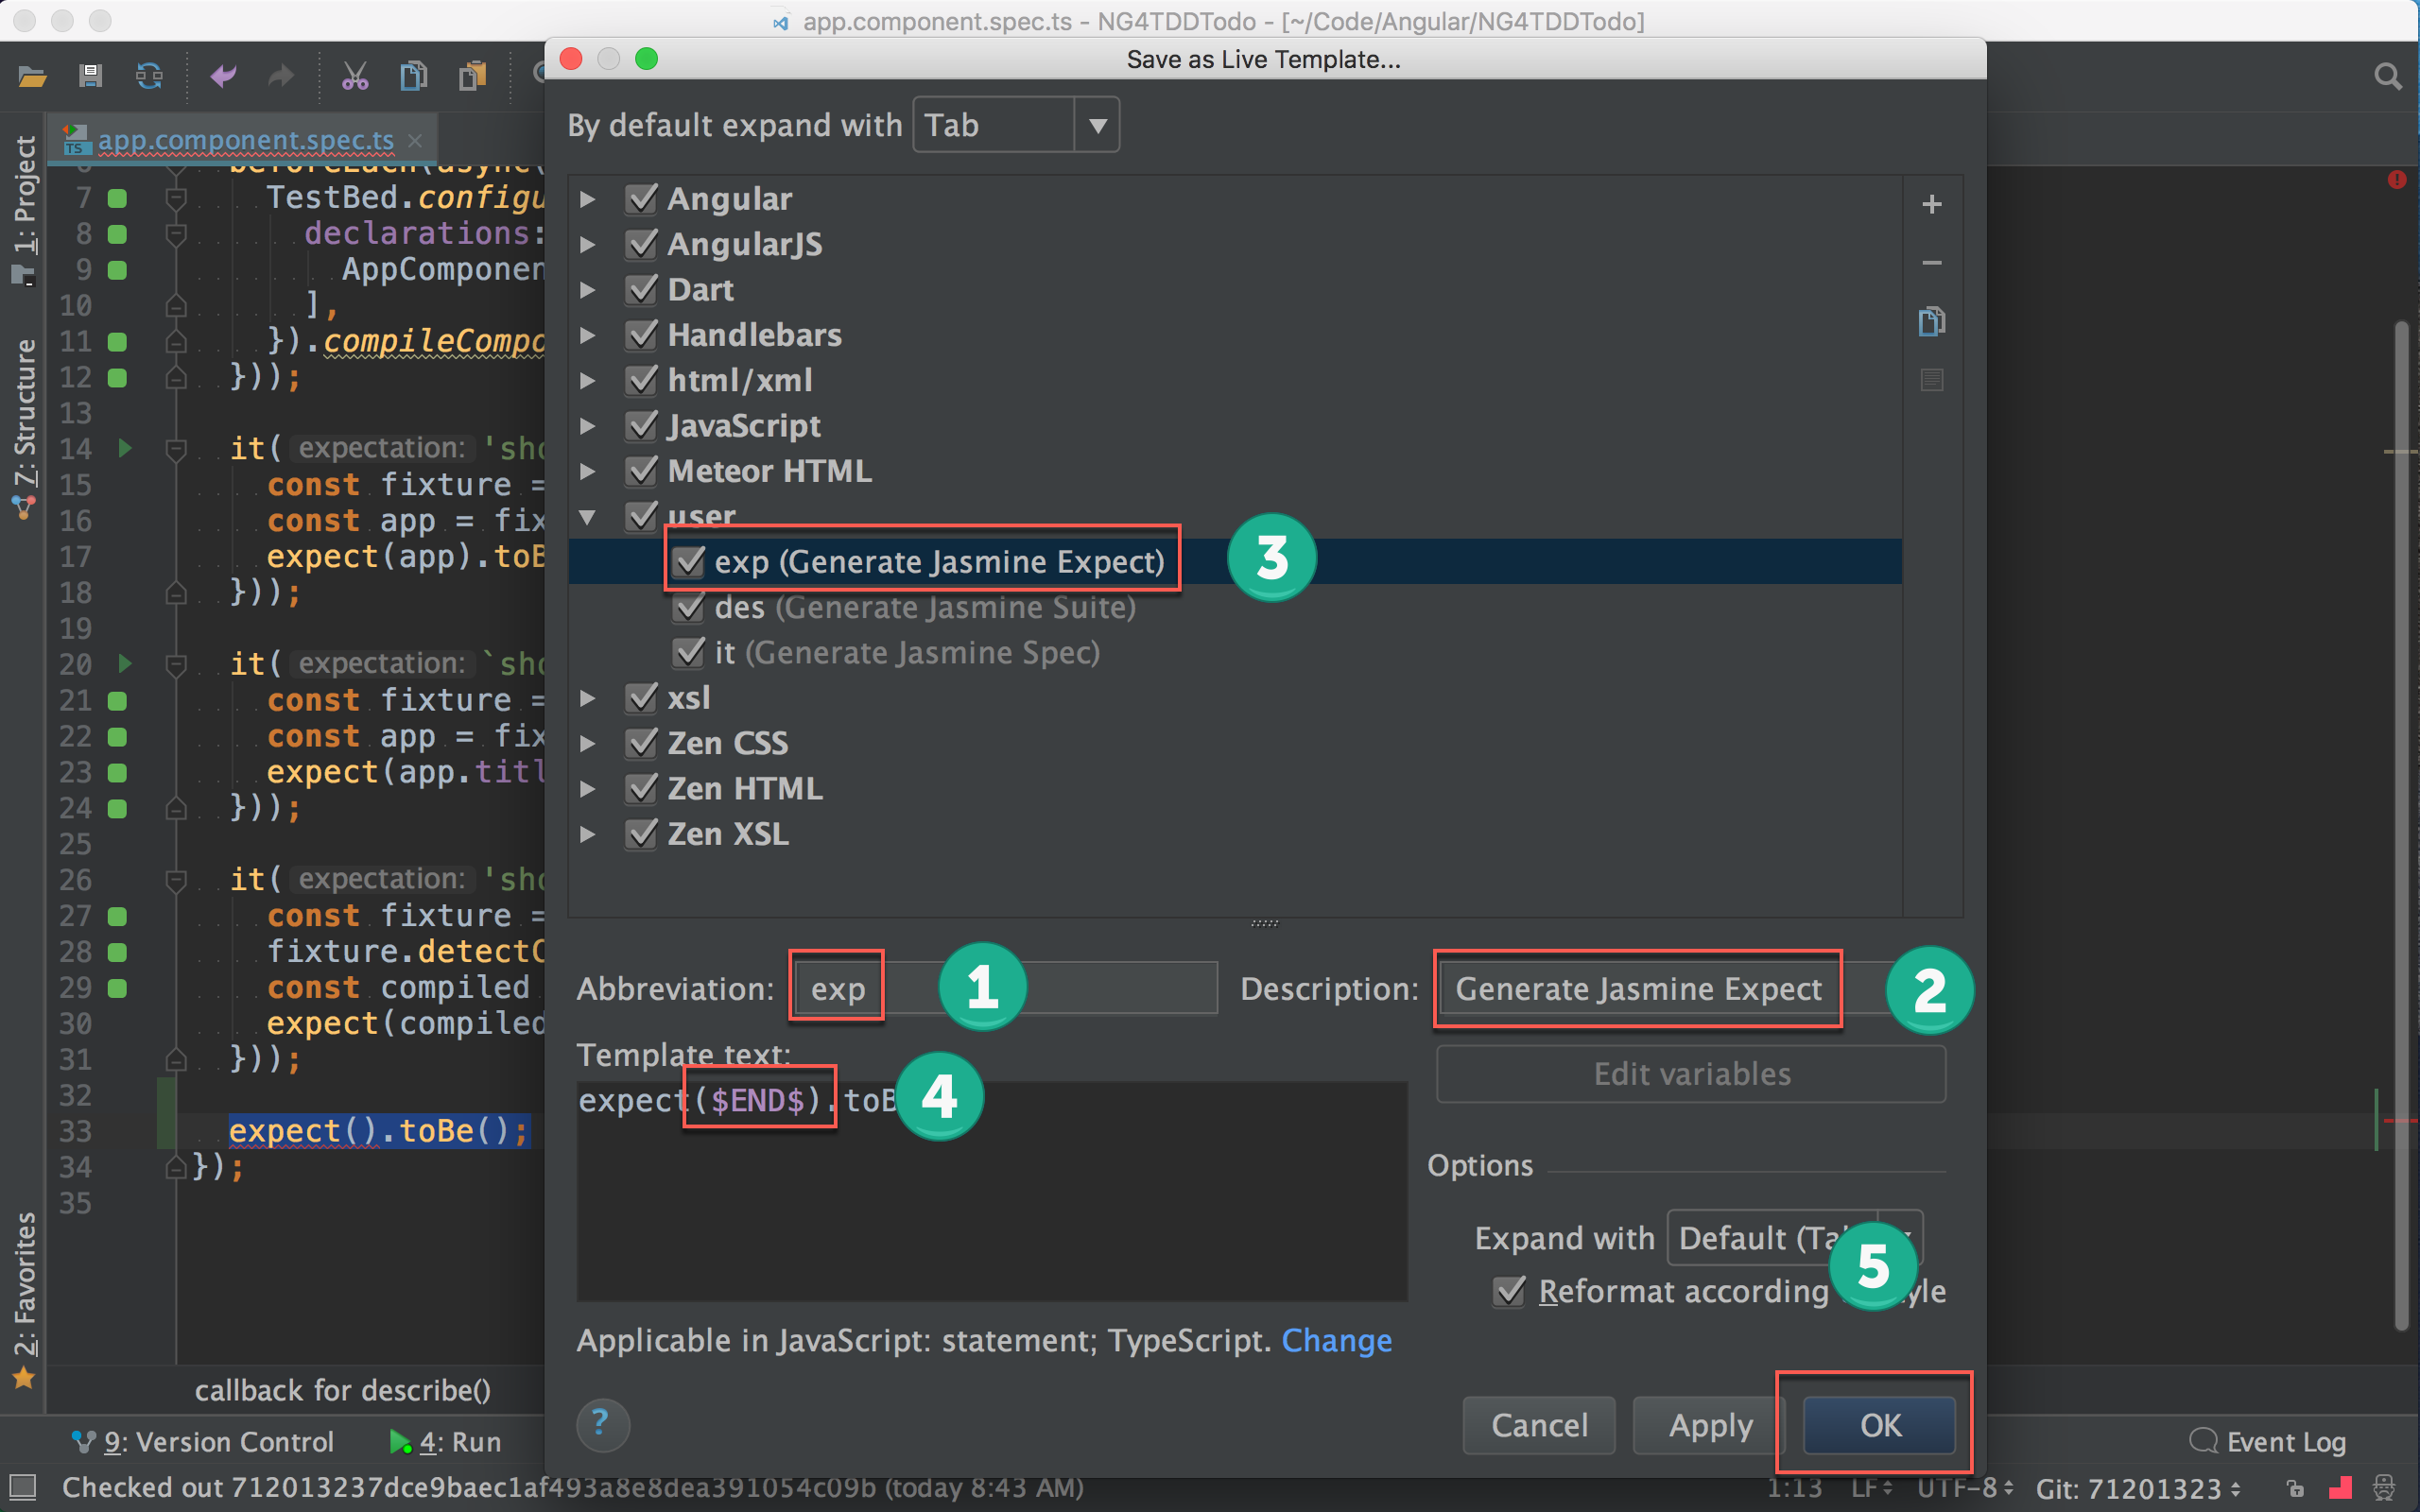 app.component.spec.ts - NG4TDDTodo - [~/Code/Angular/NG4TDDTodo]
Save as Live Template...
By default expand with Tab
app.component.spec.ts
1: Project
7: Structure
2: Favorites
7 TestBed.configu
8 declarations:
9 AppComponen
10 ],
11 }).compileCompo
12 }));
13
14 it( expectation: 'sho
15 const fixture =
16 const app = fix
17 expect(app).toB
18 }));
19
20 it( expectation: `sho
21 const fixture =
22 const app = fix
23 expect(app.titl
24 }));
25
26 it( expectation: 'sho
27 const fixture =
28 fixture.detectC
29 const compiled
30 expect(compiled
31 }));
32
33 expect().toBe();
34 });
35
callback for describe()
Angular
AngularJS
Dart
Handlebars
html/xml
JavaScript
Meteor HTML
user
exp (Generate Jasmine Expect) 3
des (Generate Jasmine Suite)
it (Generate Jasmine Spec)
xsl
Zen CSS
Zen HTML
Zen XSL
Abbreviation: exp 1 Description: Generate Jasmine Expect 2
Template text:
expect($END$).toB 4
Edit variables
Options
Expand with Default (Ta 5
Reformat according yle
Applicable in JavaScript: statement; TypeScript. Change
? Cancel Apply OK
9: Version Control 4: Run Event Log
Checked out 712013237dce9baec1af493a8e8dea391054c09b (today 8:43 AM) 1:13 LF UTF-8 Git: 71201323